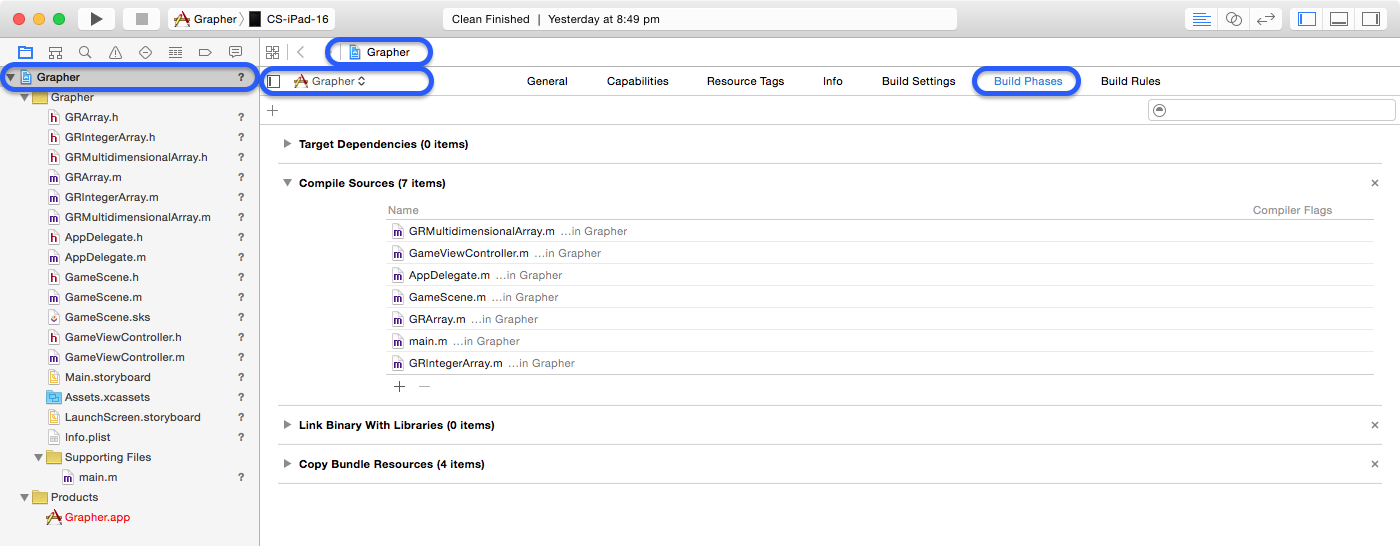 Grapher 〉 CS-iPad-16
Clean Finished | Yesterday at 8:49 pm
Grapher
Grapher ?
Grapher
GRArray.h ?
GRIntegerArray.h ?
GRMultidimensionalArray.h ?
GRArray.m ?
GRIntegerArray.m ?
GRMultidimensionalArray.m ?
AppDelegate.h ?
AppDelegate.m ?
GameScene.h ?
GameScene.m ?
GameScene.sks ?
GameViewController.h ?
GameViewController.m ?
Main.storyboard ?
Assets.xcassets ?
LaunchScreen.storyboard ?
Info.plist ?
Supporting Files
main.m ?
Products
Grapher.app
Grapher General Capabilities Resource Tags Info Build Settings Build Phases Build Rules
Target Dependencies (0 items)
Compile Sources (7 items)
Name Compiler Flags
GRMultidimensionalArray.m ...in Grapher
GameViewController.m ...in Grapher
AppDelegate.m ...in Grapher
GameScene.m ...in Grapher
GRArray.m ...in Grapher
main.m ...in Grapher
GRIntegerArray.m ...in Grapher
Link Binary With Libraries (0 items)
Copy Bundle Resources (4 items)